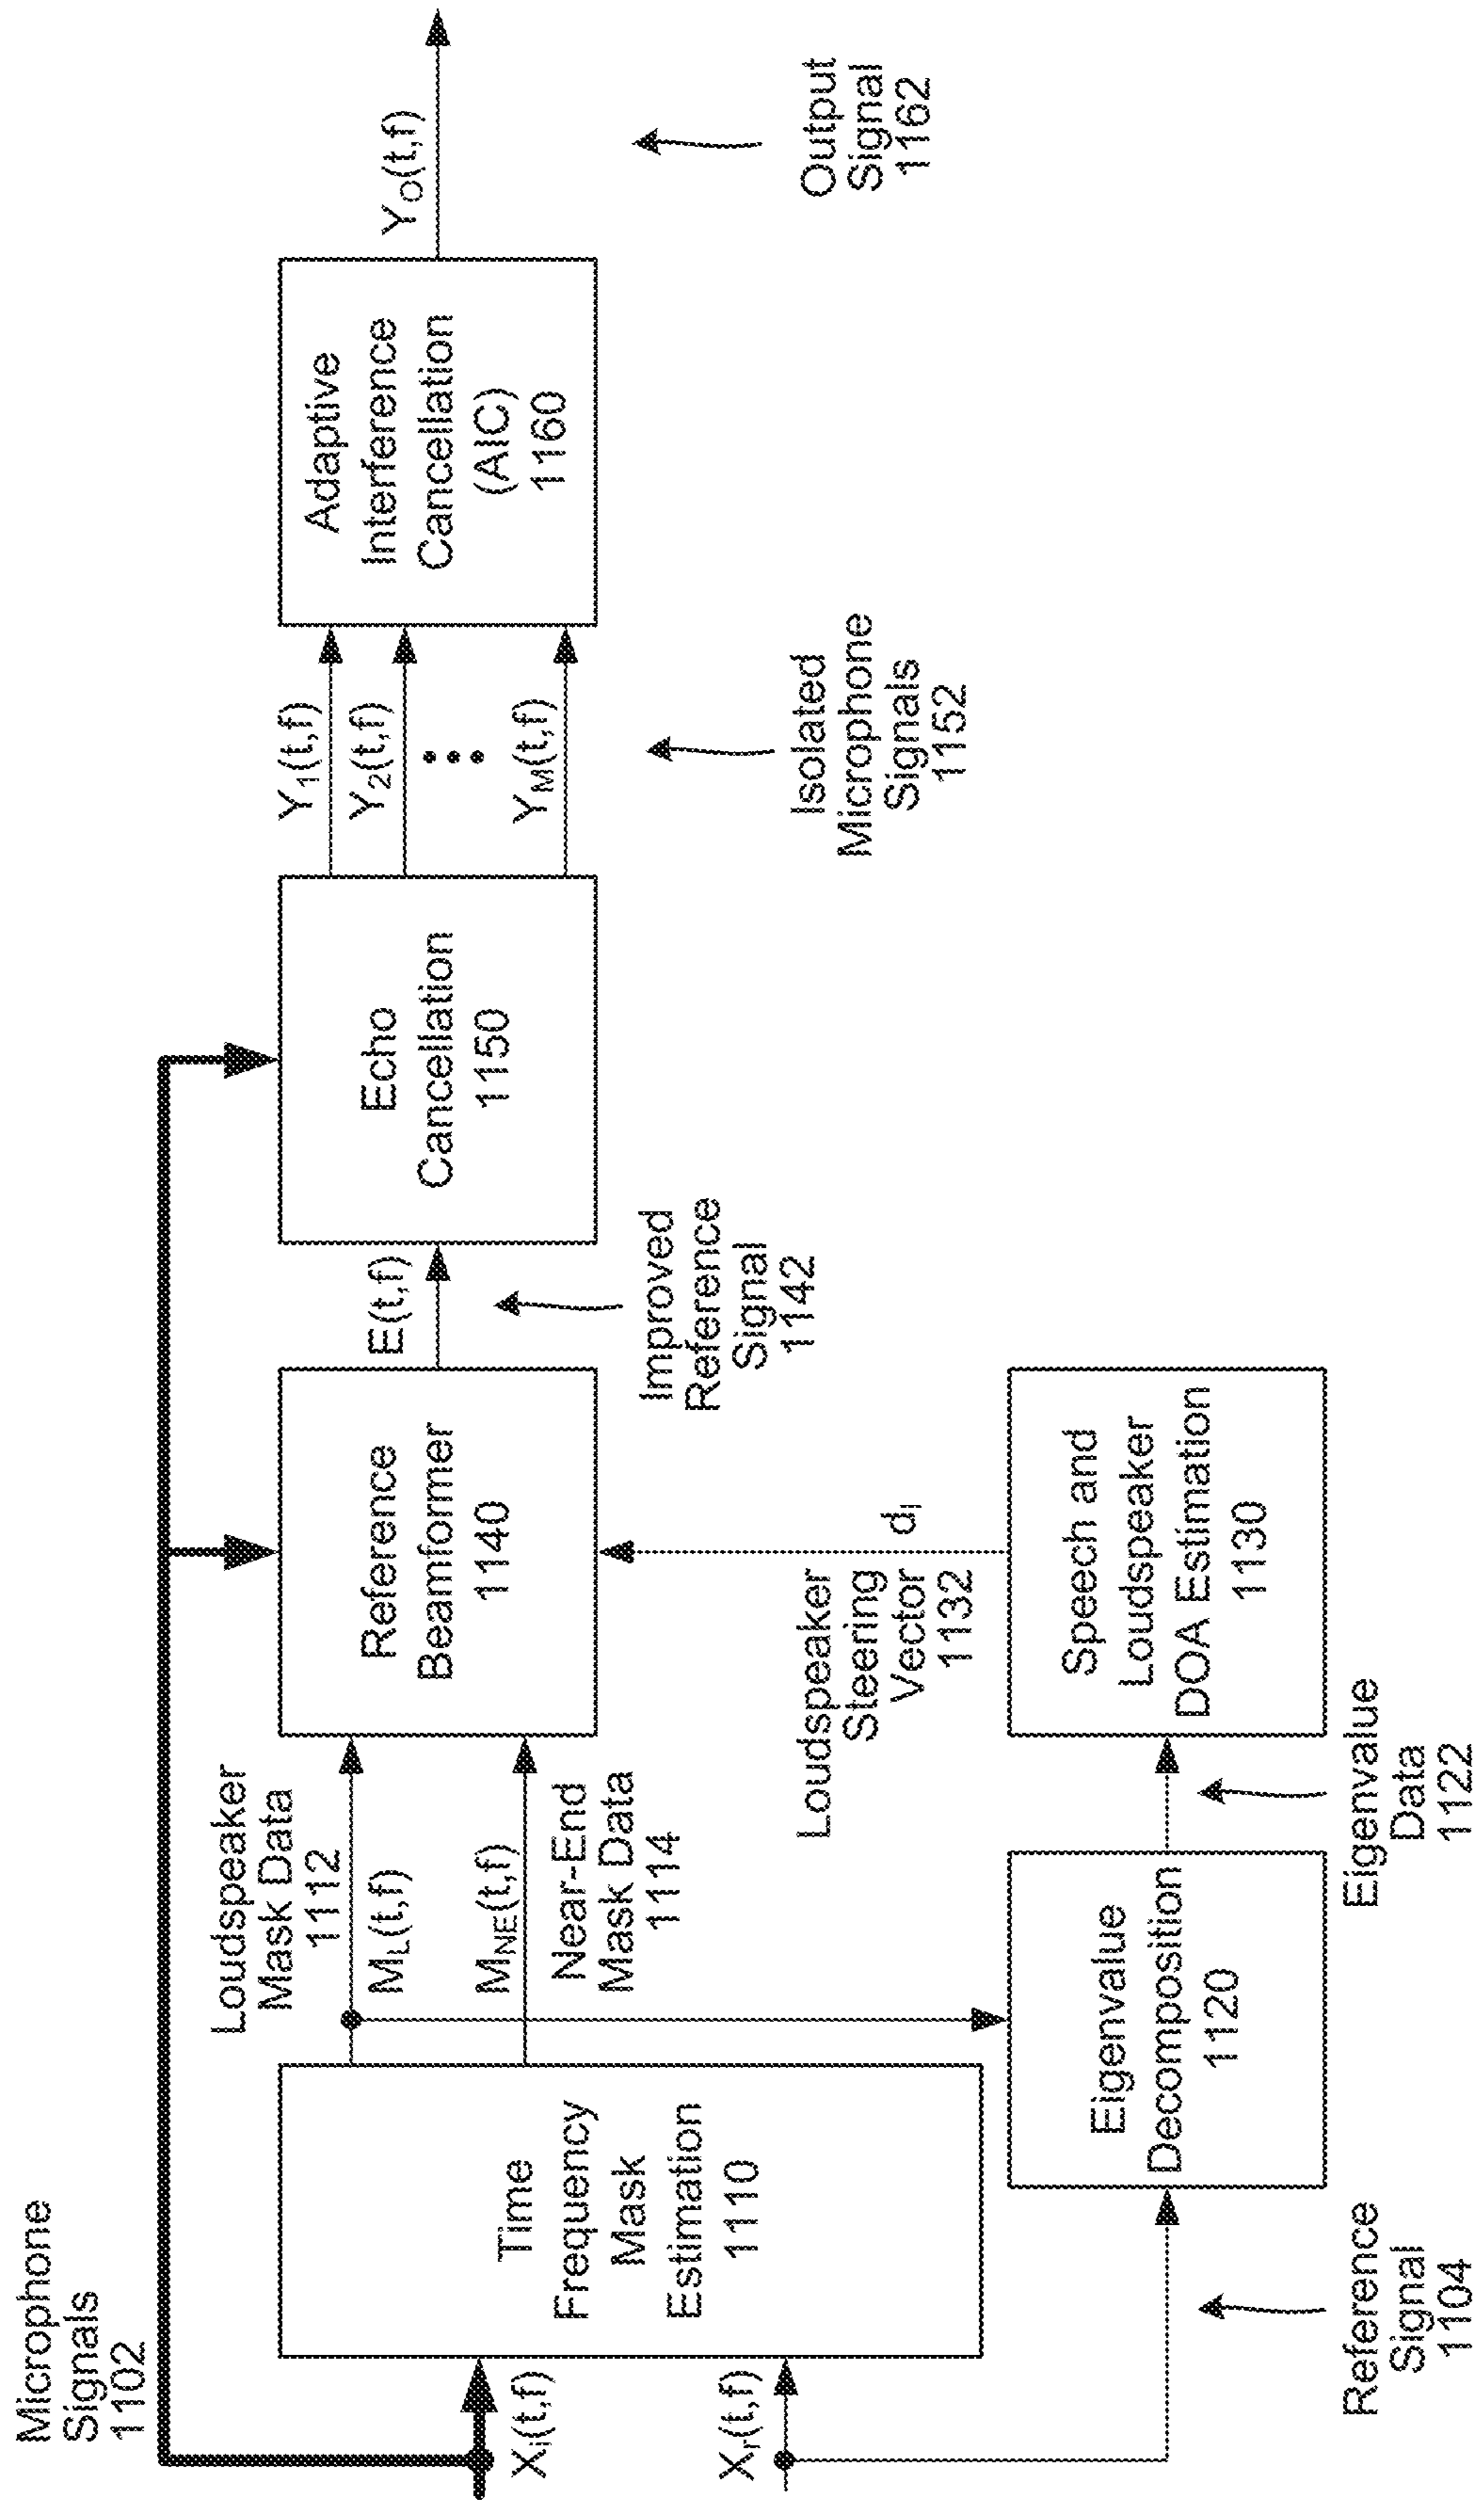 Microphone
Signals
1102
X_i(t,f)
X_r(t,f)
Reference
Signal
1104
Time
Frequency
Mask
Estimation
1110
Loudspeaker
Mask Data
1112
M_L(t,f)
M_NE(t,f)
Near-End
Mask Data
1114
Eigenvalue
Decomposition
1120
Eigenvalue
Data
1122
Speech and
Loudspeaker
DOA Estimation
1130
Loudspeaker
Steering
Vector
1132
d_l
Reference
Beamfomer
1140
E(t,f)
Improved
Reference
Signal
1142
Echo
Cancellation
1150
Y_1(t,f)
Y_2(t,f)
Y_M(t,f)
Isolated
Microphone
Signals
1152
Adaptive
Interference
Cancellation
(AIC)
1160
Y_O(t,f)
Output
Signal
1162